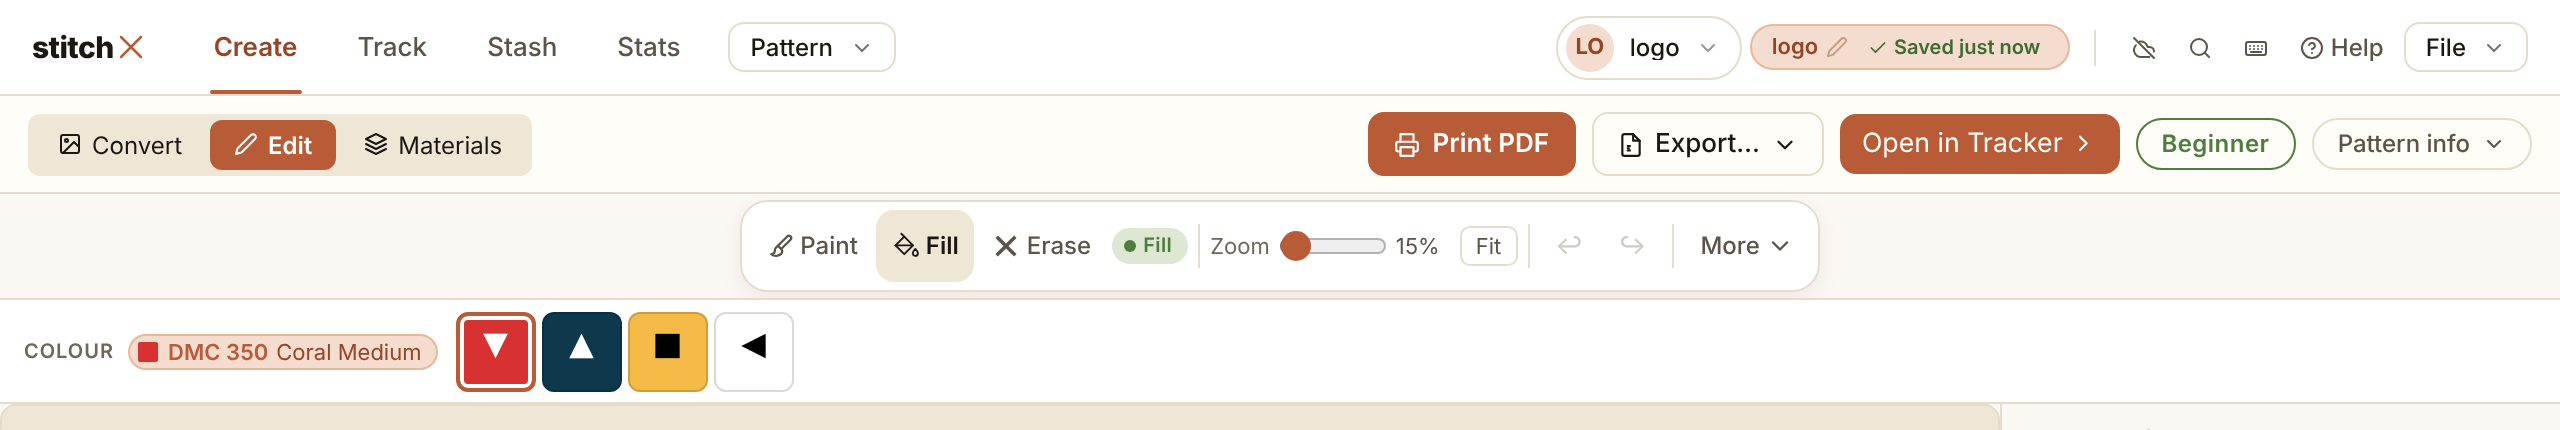 stitchX Create Track Stash Stats Pattern LO logo logo Saved just now Help File
Convert Edit Materials Print PDF Export... Open in Tracker Beginner Pattern info
Paint Fill Erase Fill Zoom 15% Fit More
COLOUR DMC 350 Coral Medium